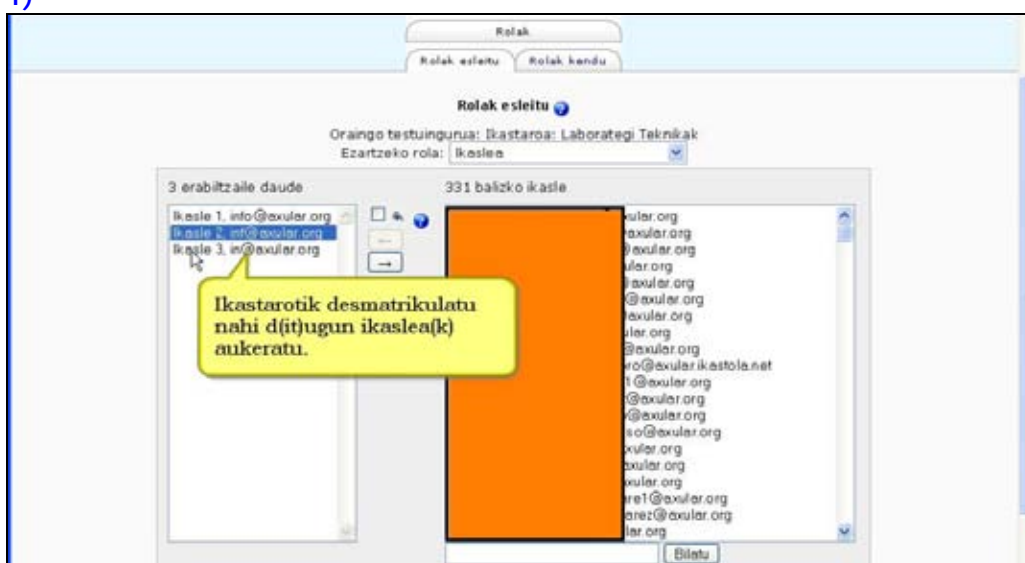 Rolak
Rolak esleitu Rolak kendu
Rolak esleitu
Oraingo testuingurua: Ikastaroa: Laborategi Teknikak
Ezartzeko rola: Ikaslea
3 erabiltzaile daude 331 balizko ikasle
Ikasle 1, info@axular.org
Ikasle 2, inf@axular.org
Ikasle 3, in@axular.org
←
→
Ikastarotik desmatrikulatu
nahi d(it)ugun ikaslea(k)
aukeratu.
xular.org
axular.org
@axular.org
ular.org
@axular.org
@axular.org
axular.org
ular.org
@axular.org
ro@axular.ikastola.net
1@axular.org
@axular.org
@axular.org
so@axular.org
xular.org
axular.org
xular.org
re1@axular.org
arez@axular.org
lar.org
Bilatu